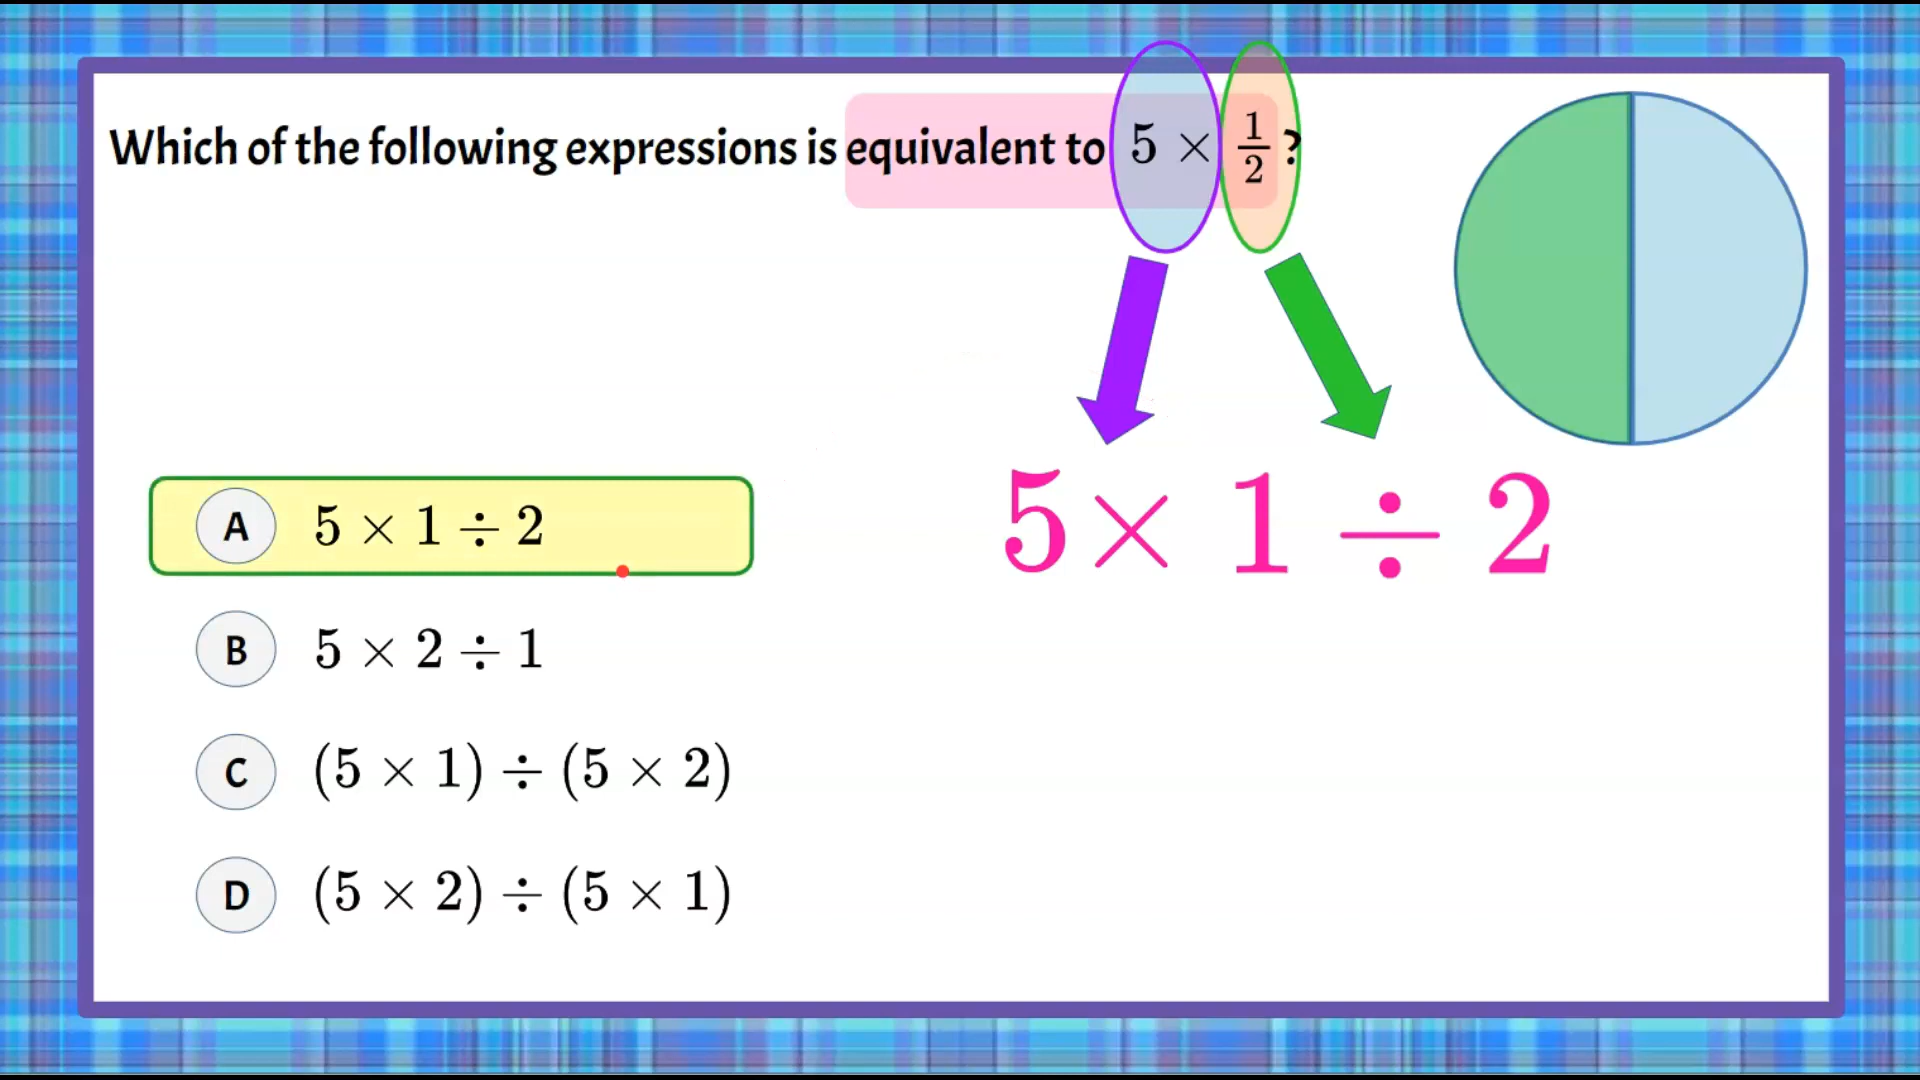 Which of the following expressions is equivalent to 5 × 1/2 ?
5 × 1 ÷ 2
A 5 × 1 ÷ 2
B 5 × 2 ÷ 1
C (5 × 1) ÷ (5 × 2)
D (5 × 2) ÷ (5 × 1)